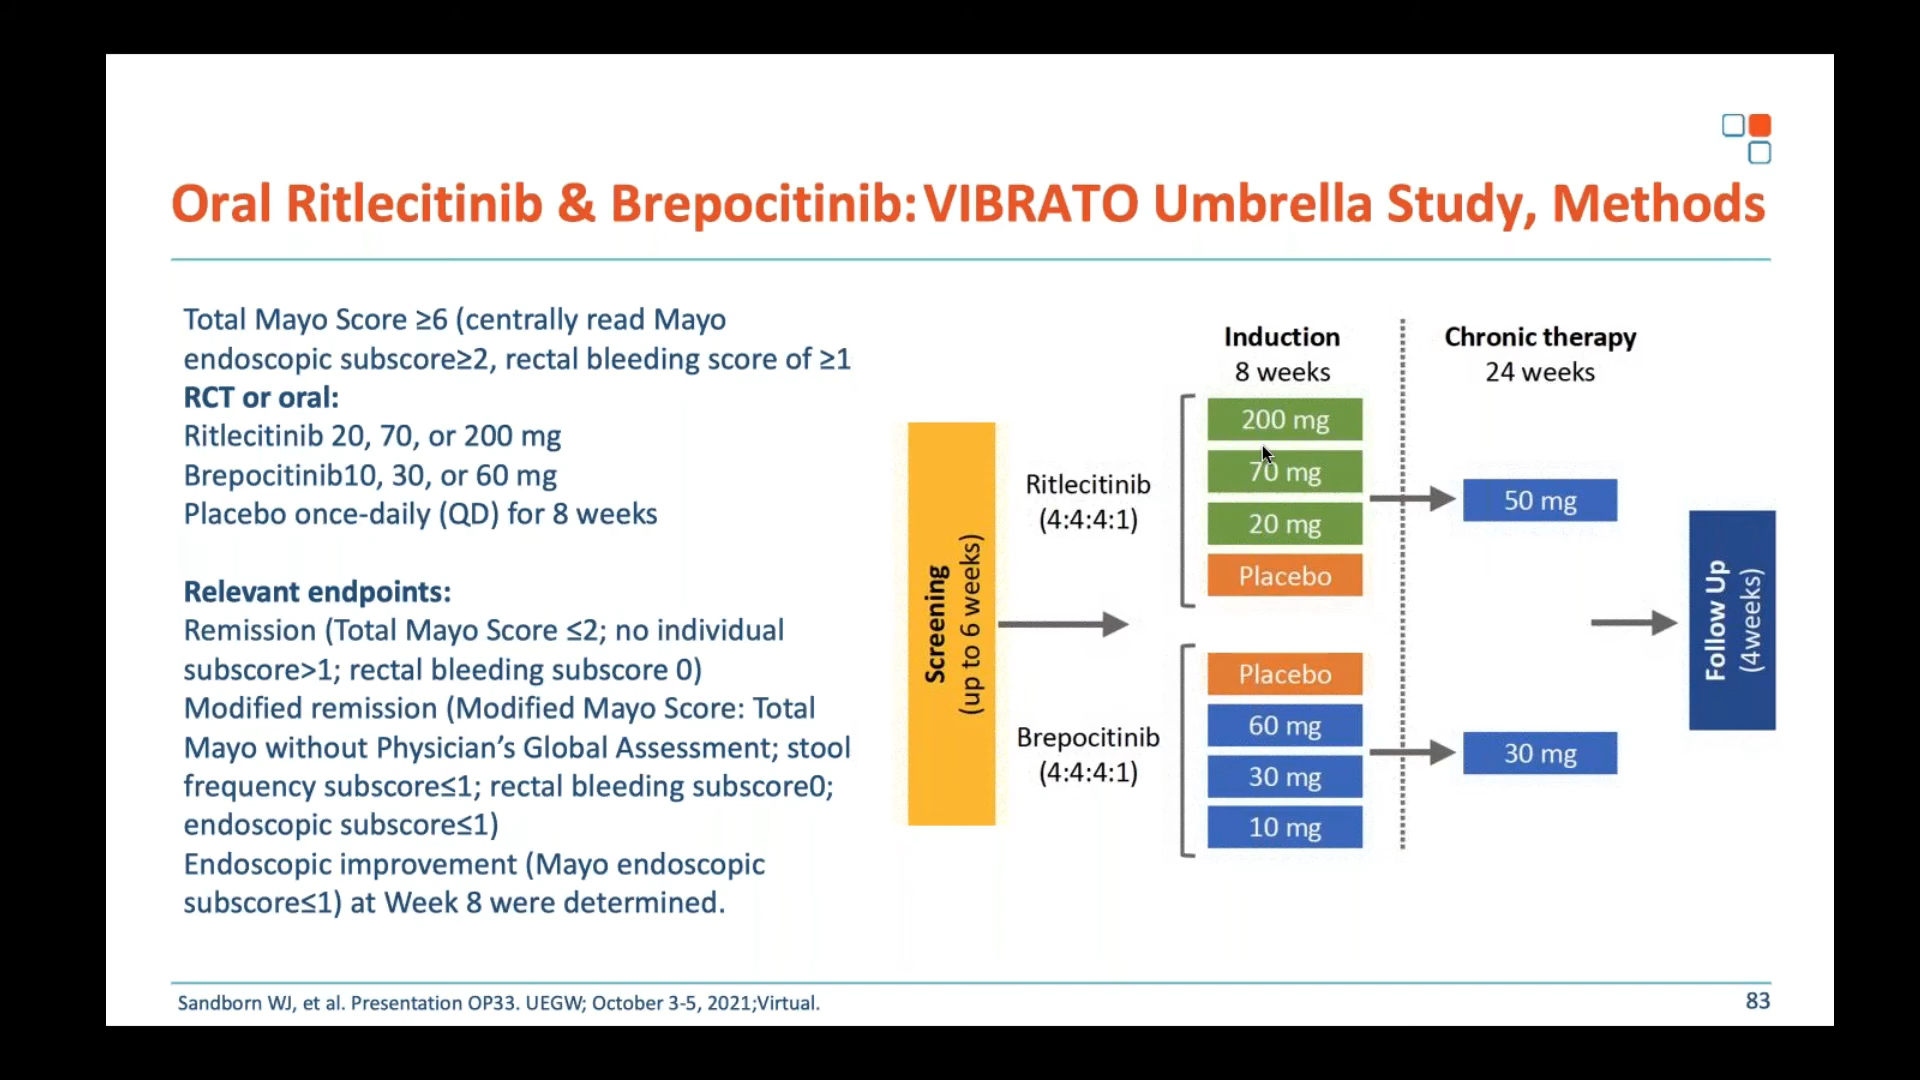 Oral Ritlecitinib & Brepocitinib: VIBRATO Umbrella Study, Methods
Total Mayo Score ≥6 (centrally read Mayo
endoscopic subscore≥2, rectal bleeding score of ≥1
RCT or oral:
Ritlecitinib 20, 70, or 200 mg
Brepocitinib10, 30, or 60 mg
Placebo once-daily (QD) for 8 weeks
Relevant endpoints:
Remission (Total Mayo Score ≤2; no individual
subscore>1; rectal bleeding subscore 0)
Modified remission (Modified Mayo Score: Total
Mayo without Physician’s Global Assessment; stool
frequency subscore≤1; rectal bleeding subscore0;
endoscopic subscore≤1)
Endoscopic improvement (Mayo endoscopic
subscore≤1) at Week 8 were determined.
Screening
(up to 6 weeks)
Ritlecitinib
(4:4:4:1)
Brepocitinib
(4:4:4:1)
Induction
8 weeks
200 mg
70 mg
20 mg
Placebo
Placebo
60 mg
30 mg
10 mg
Chronic therapy
24 weeks
50 mg
30 mg
Follow Up
(4weeks)
Sandborn WJ, et al. Presentation OP33. UEGW; October 3-5, 2021;Virtual.
83